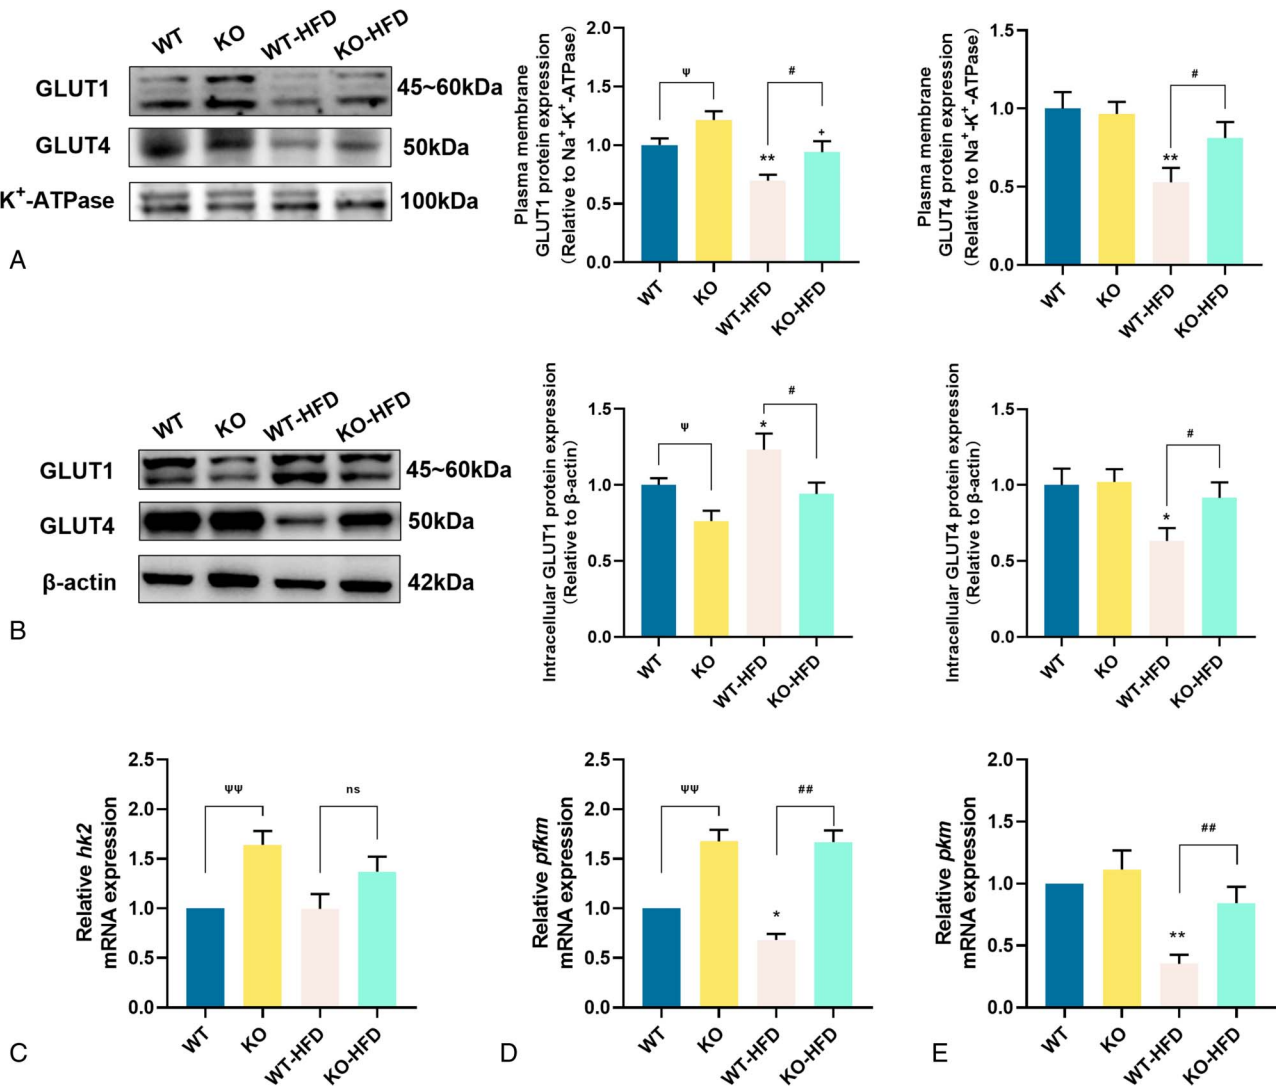 WT KO WT-HFD KO-HFD
GLUT1 45~60kDa
GLUT4 50kDa
K⁺-ATPase 100kDa
A
Plasma membrane
GLUT1 protein expression
(Relative to Na⁺-K⁺-ATPase)
2.0
1.5
1.0
0.5
0.0
ψ
#
**
+
WT KO WT-HFD KO-HFD
Plasma membrane
GLUT4 protein expression
(Relative to Na⁺-K⁺-ATPase)
1.5
1.0
0.5
0.0
#
**
WT KO WT-HFD KO-HFD
WT KO WT-HFD KO-HFD
GLUT1 45~60kDa
GLUT4 50kDa
β-actin 42kDa
B
Intracellular GLUT1 protein expression
(Relative to β-actin)
1.5
1.0
0.5
0.0
ψ
*
#
WT KO WT-HFD KO-HFD
Intracellular GLUT4 protein expression
(Relative to β-actin)
1.5
1.0
0.5
0.0
#
*
WT KO WT-HFD KO-HFD
Relative hk2
mRNA expression
2.5
2.0
1.5
1.0
0.5
0.0
ψψ
ns
WT KO WT-HFD KO-HFD
C
Relative pfkm
mRNA expression
2.5
2.0
1.5
1.0
0.5
0.0
ψψ
##
*
WT KO WT-HFD KO-HFD
D
Relative pkm
mRNA expression
2.0
1.5
1.0
0.5
0.0
##
**
WT KO WT-HFD KO-HFD
E